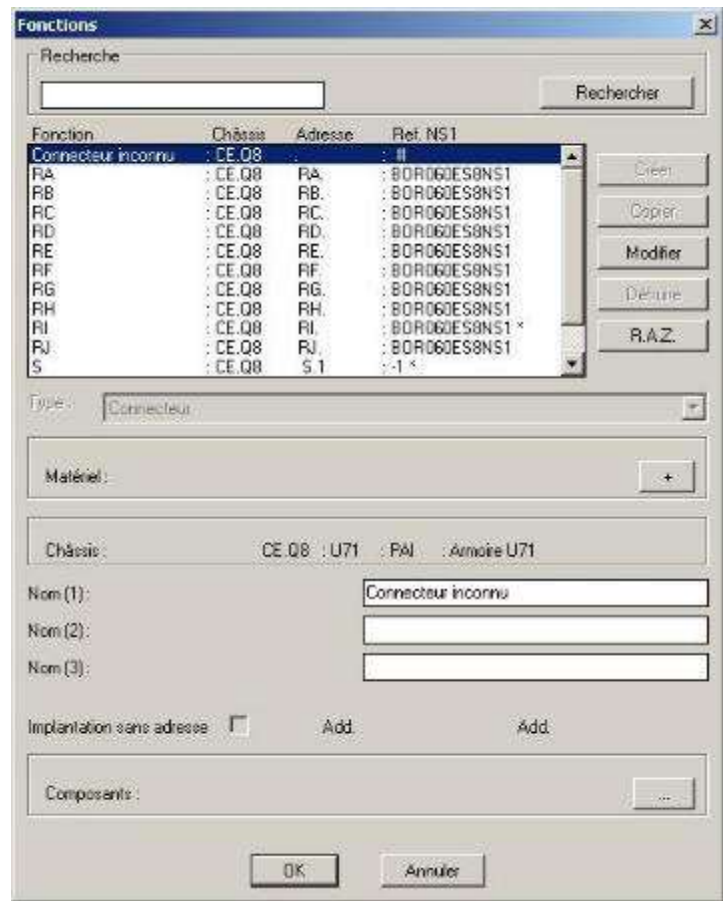 Fonctions
Recherche
Rechercher
Fonction Châssis Adresse Ref. NS1
Connecteur inconnu : CE.Q8 . : #
RA : CE.Q8 RA. : BOR060ES8NS1
RB : CE.Q8 RB. : BOR060ES8NS1
RC : CE.Q8 RC. : BOR060ES8NS1
RD : CE.Q8 RD. : BOR060ES8NS1
RE : CE.Q8 RE. : BOR060ES8NS1
RF : CE.Q8 RF. : BOR060ES8NS1
RG : CE.Q8 RG. : BOR060ES8NS1
RH : CE.Q8 RH. : BOR060ES8NS1
RI : CE.Q8 RI. : BOR060ES8NS1 *
RJ : CE.Q8 RJ. : BOR060ES8NS1
S : CE.Q8 S.1 : -1 *
Créer
Copier
Modifier
Détruire
R.A.Z.
Type : Connecteur
Matériel : +
Châssis : CE.Q8 : U71 : PAI : Armoire U71
Nom (1) : Connecteur inconnu
Nom (2) :
Nom (3) :
Implantation sans adresse Add. Add.
Composants : ...
OK Annuler